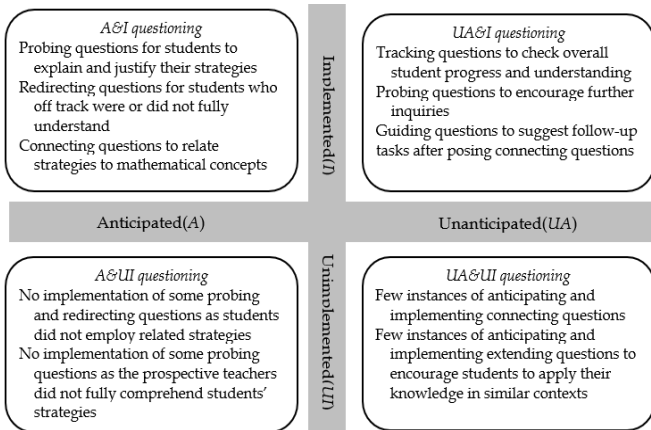 A&I questioning
Probing questions for students to
explain and justify their strategies
Redirecting questions for students who
off track were or did not fully
understand
Connecting questions to relate
strategies to mathematical concepts
Implemented(I)
UA&I questioning
Tracking questions to check overall
student progress and understanding
Probing questions to encourage further
inquiries
Guiding questions to suggest follow-up
tasks after posing connecting questions
Anticipated(A)
Unanticipated(UA)
A&UI questioning
No implementation of some probing
and redirecting questions as students
did not employ related strategies
No implementation of some probing
questions as the prospective teachers
did not fully comprehend students'
strategies
Unimplemented(UI)
UA&UI questioning
Few instances of anticipating and
implementing connecting questions
Few instances of anticipating and
implementing extending questions to
encourage students to apply their
knowledge in similar contexts